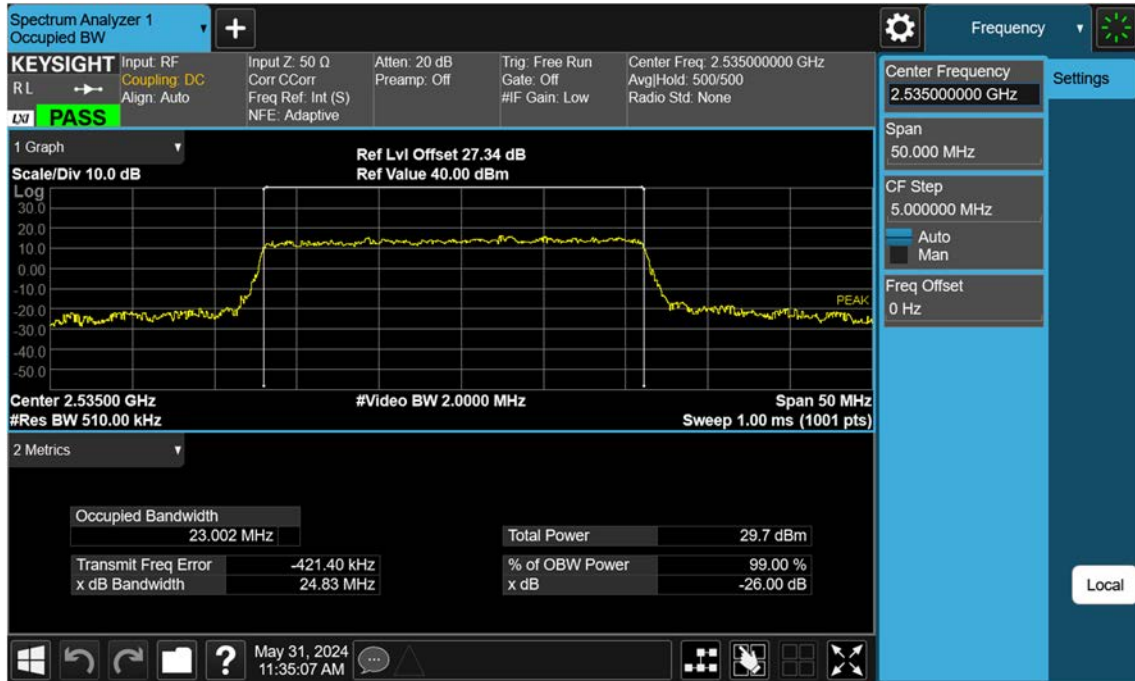 Spectrum Analyzer 1
Occupied BW
+
Frequency
KEYSIGHT
RL
LXI PASS
Input: RF
Coupling: DC
Align: Auto
Input Z: 50 Ω
Corr CCorr
Freq Ref: Int (S)
NFE: Adaptive
Atten: 20 dB
Preamp: Off
Trig: Free Run
Gate: Off
#IF Gain: Low
Center Freq: 2.535000000 GHz
Avg|Hold: 500/500
Radio Std: None
1 Graph
Scale/Div 10.0 dB
Ref Lvl Offset 27.34 dB
Ref Value 40.00 dBm
Log
30.0
20.0
10.0
0.00
-10.0
-20.0
-30.0
-40.0
-50.0
PEAK
Center 2.53500 GHz
#Video BW 2.0000 MHz
Span 50 MHz
#Res BW 510.00 kHz
Sweep 1.00 ms (1001 pts)
2 Metrics
Occupied Bandwidth
23.002 MHz
Total Power 29.7 dBm
Transmit Freq Error -421.40 kHz
% of OBW Power 99.00 %
x dB Bandwidth 24.83 MHz
x dB -26.00 dB
Center Frequency
2.535000000 GHz
Settings
Span
50.000 MHz
CF Step
5.000000 MHz
Auto
Man
Freq Offset
0 Hz
Local
?
May 31, 2024
11:35:07 AM